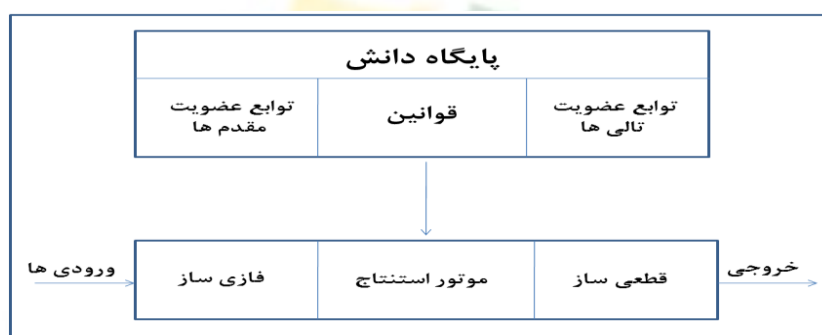 پایگاه دانش
توابع عضویت
تالی ها
قوانین
توابع عضویت
مقدم ها
ورودی ها
فازی ساز
موتور استنتاج
قطعی ساز
خروجی